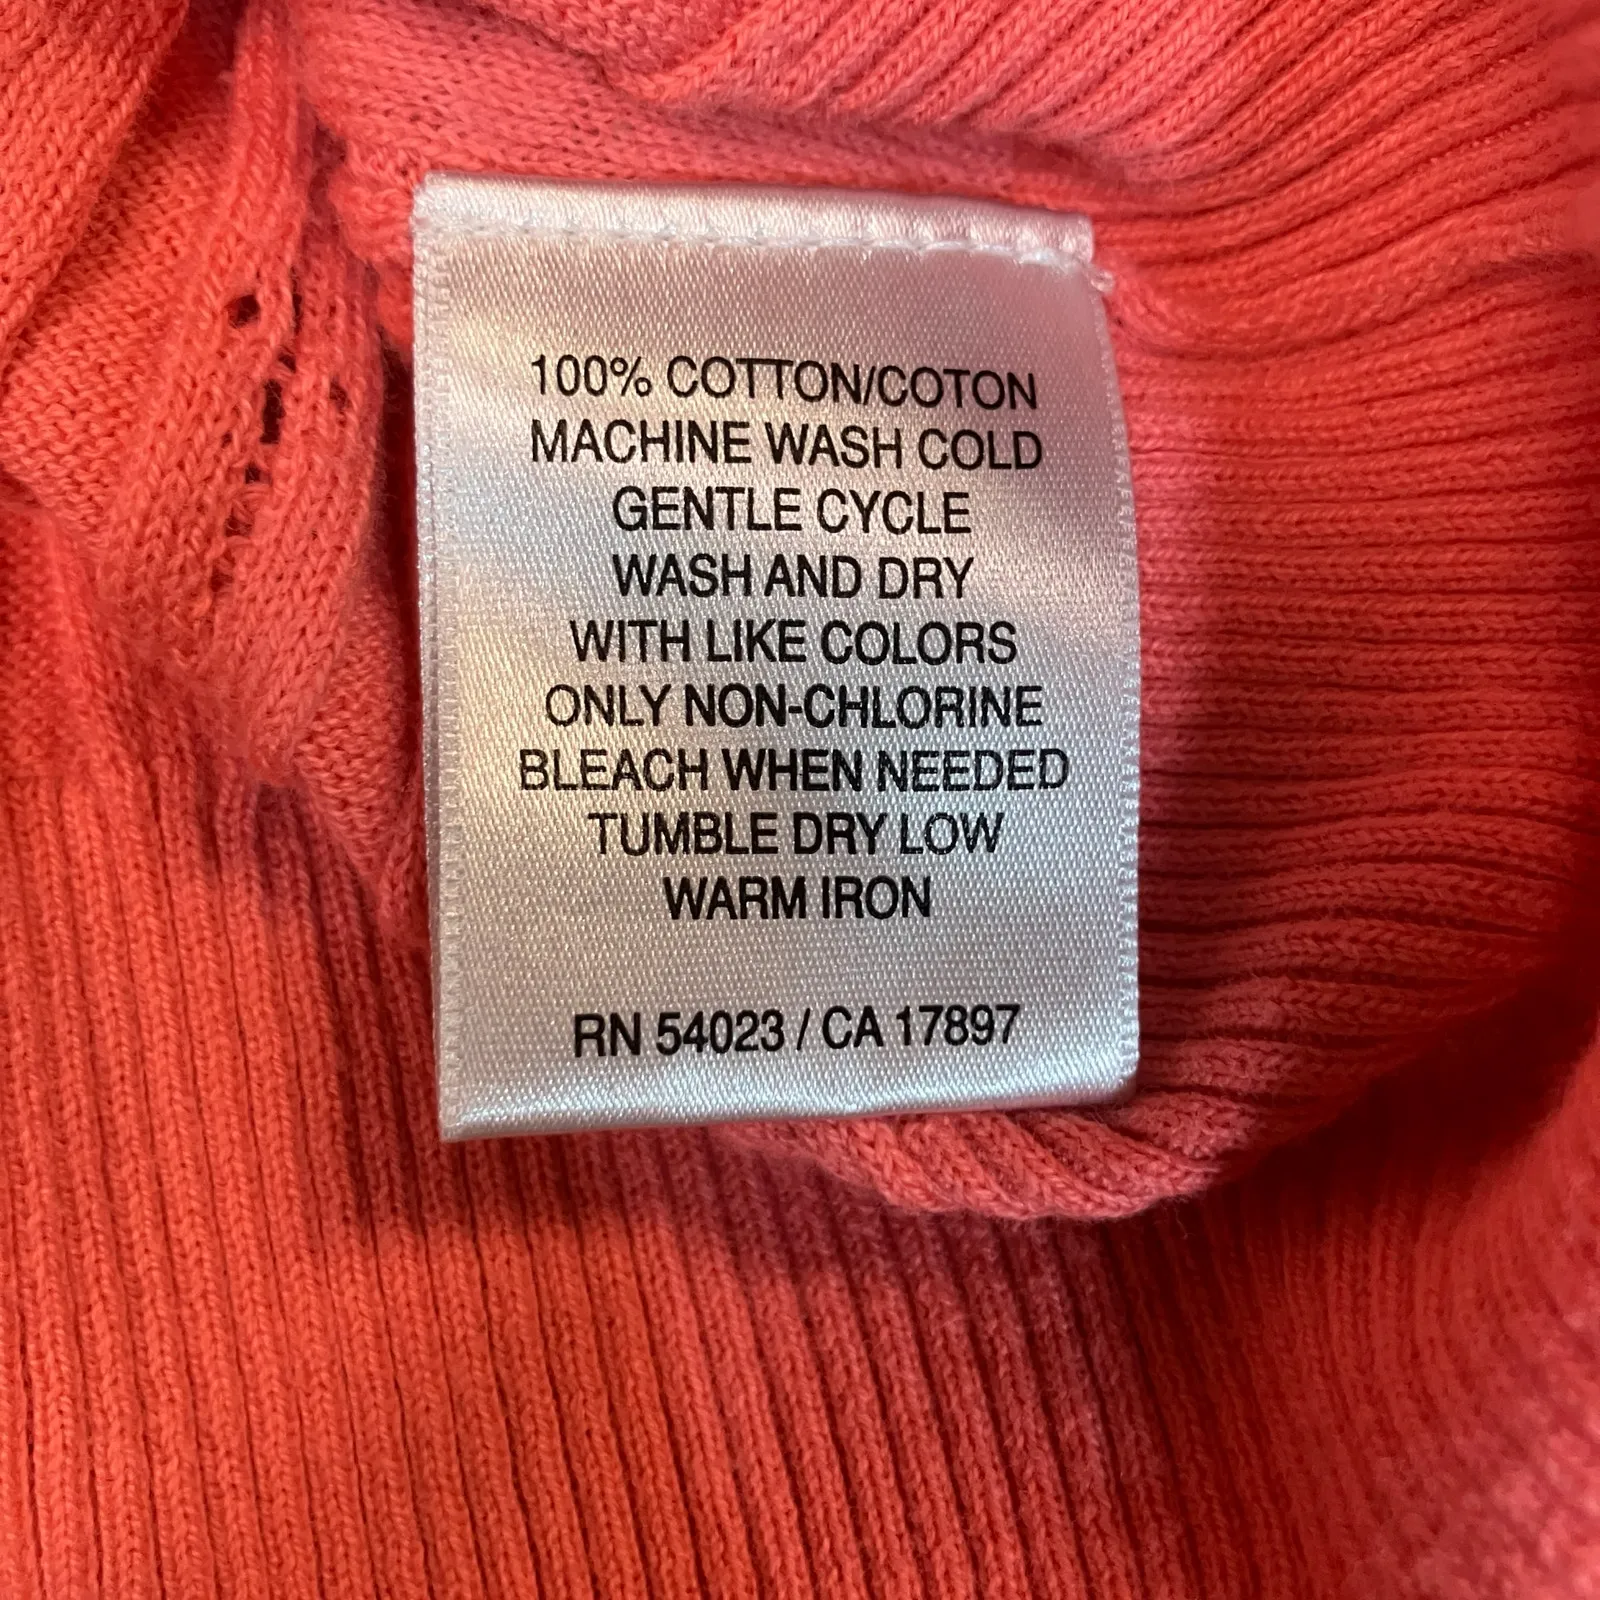 100% COTTON/COTON
MACHINE WASH COLD
GENTLE CYCLE
WASH AND DRY
WITH LIKE COLORS
ONLY NON-CHLORINE
BLEACH WHEN NEEDED
TUMBLE DRY LOW
WARM IRON
RN 54023 / CA 17897